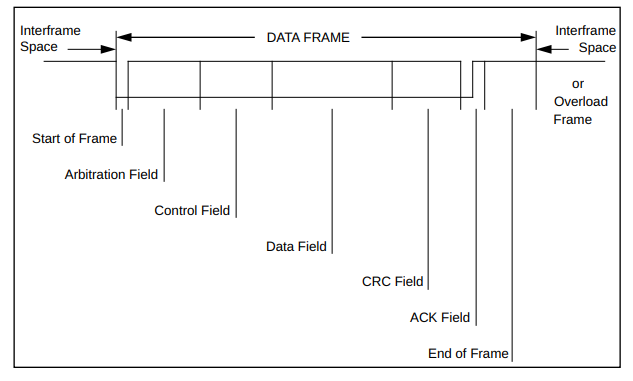 Interframe
Space
DATA FRAME
Interframe
Space
or
Overload
Frame
Start of Frame
Arbitration Field
Control Field
Data Field
CRC Field
ACK Field
End of Frame